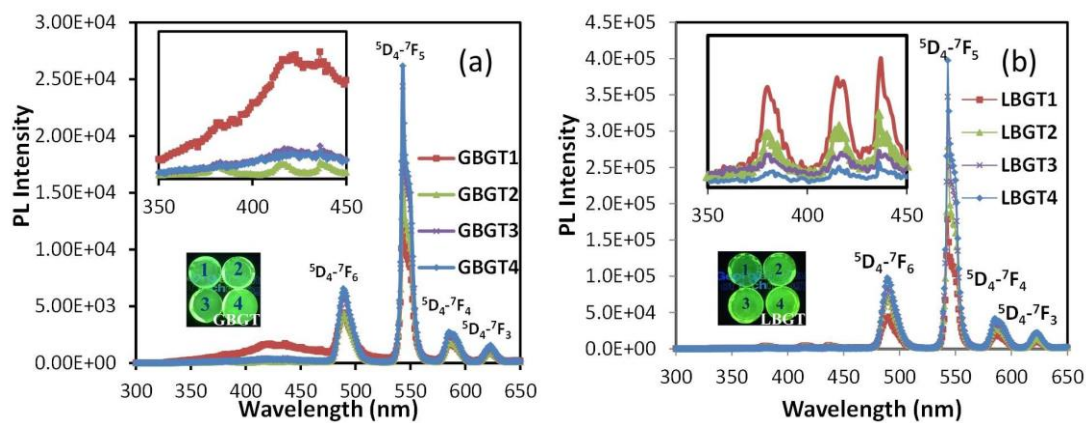 3.00E+04
2.50E+04
2.00E+04
1.50E+04
1.00E+04
5.00E+03
0.00E+00
PL Intensity
300 350 400 450 500 550 600 650
Wavelength (nm)
350 400 450
(a)
⁵D₄-⁷F₅
⁵D₄-⁷F₆
⁵D₄-⁷F₄
⁵D₄-⁷F₃
GBGT1
GBGT2
GBGT3
GBGT4
1 2
3 4
GBGT
4.5E+05
4.0E+05
3.5E+05
3.0E+05
2.5E+05
2.0E+05
1.5E+05
1.0E+05
5.0E+04
0.0E+00
PL Intensity
300 350 400 450 500 550 600 650
Wavelength (nm)
350 400 450
(b)
⁵D₄-⁷F₅
⁵D₄-⁷F₆
⁵D₄-⁷F₄
⁵D₄-⁷F₃
LBGT1
LBGT2
LBGT3
LBGT4
1 2
3 4
LBGT